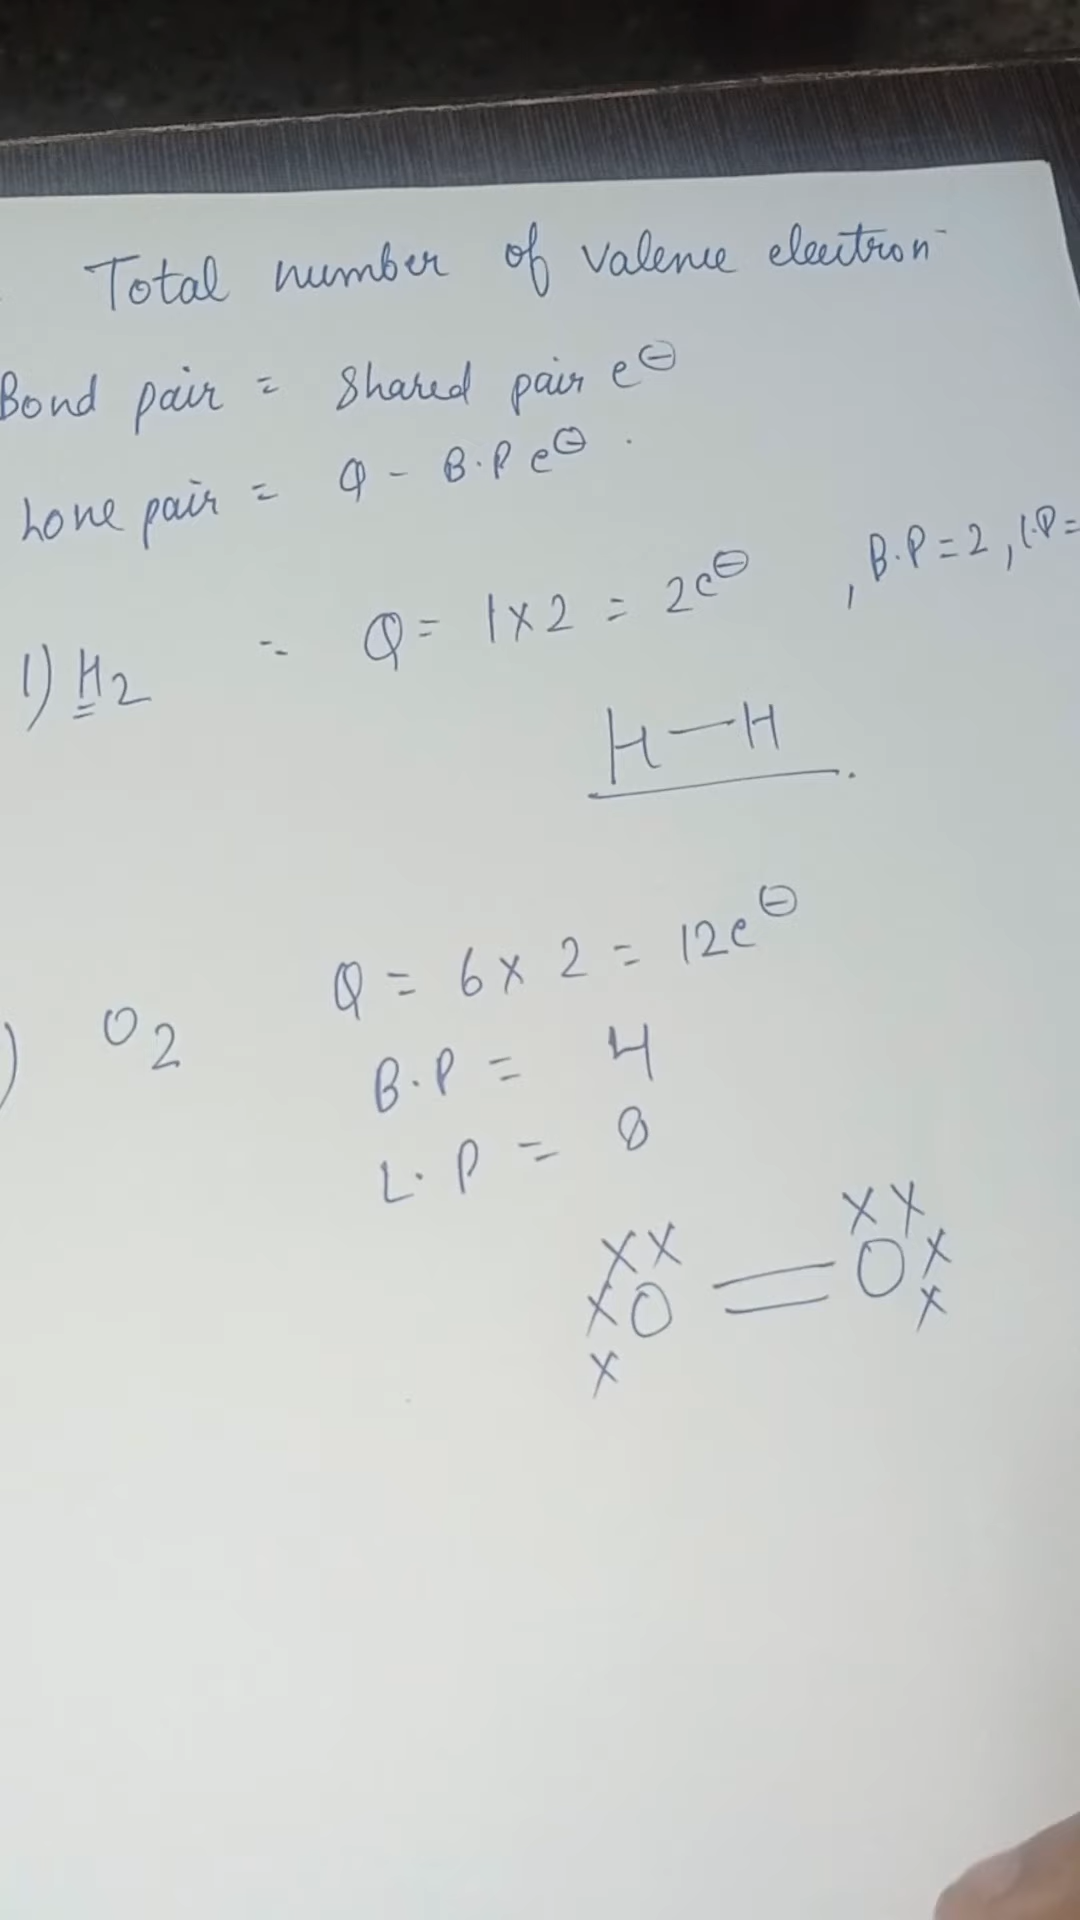 Total number of valence electron
Bond pair = Shared pair e⊖
Lone pair = Q - B.P e⊖.
1) H2 = Q = 1 x 2 = 2e⊖, B.P = 2, L.P =
H — H
) O2 Q = 6 x 2 = 12e⊖
B.P = 4
L.P = 8
xx xx
xO = Ox
x x